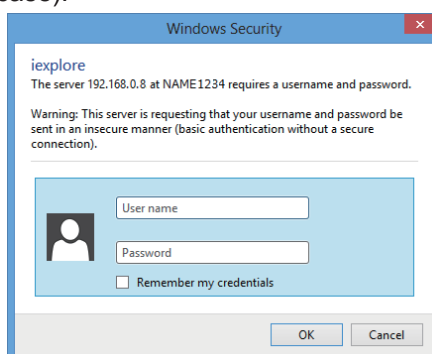 Windows Security
iexplore
The server 192.168.0.8 at NAME1234 requires a username and password.
Warning: This server is requesting that your username and password be
sent in an insecure manner (basic authentication without a secure
connection).
User name
Password
Remember my credentials
OK Cancel